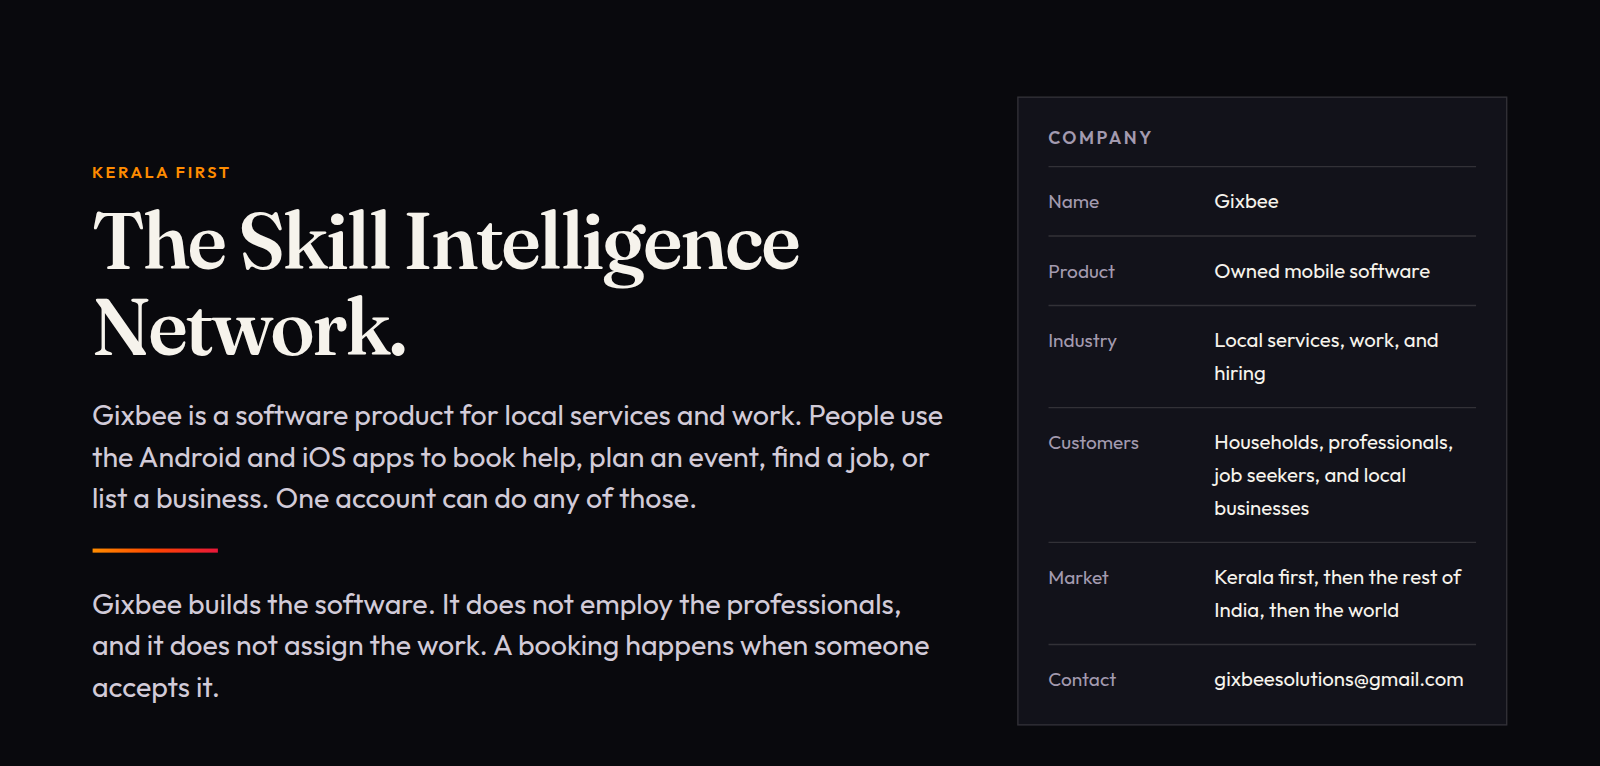 KERALA FIRST
The Skill Intelligence
Network.
Gixbee is a software product for local services and work. People use
the Android and iOS apps to book help, plan an event, find a job, or
list a business. One account can do any of those.
Gixbee builds the software. It does not employ the professionals,
and it does not assign the work. A booking happens when someone
accepts it.
COMPANY
Name Gixbee
Product Owned mobile software
Industry Local services, work, and
hiring
Customers Households, professionals,
job seekers, and local
businesses
Market Kerala first, then the rest of
India, then the world
Contact gixbeesolutions@gmail.com